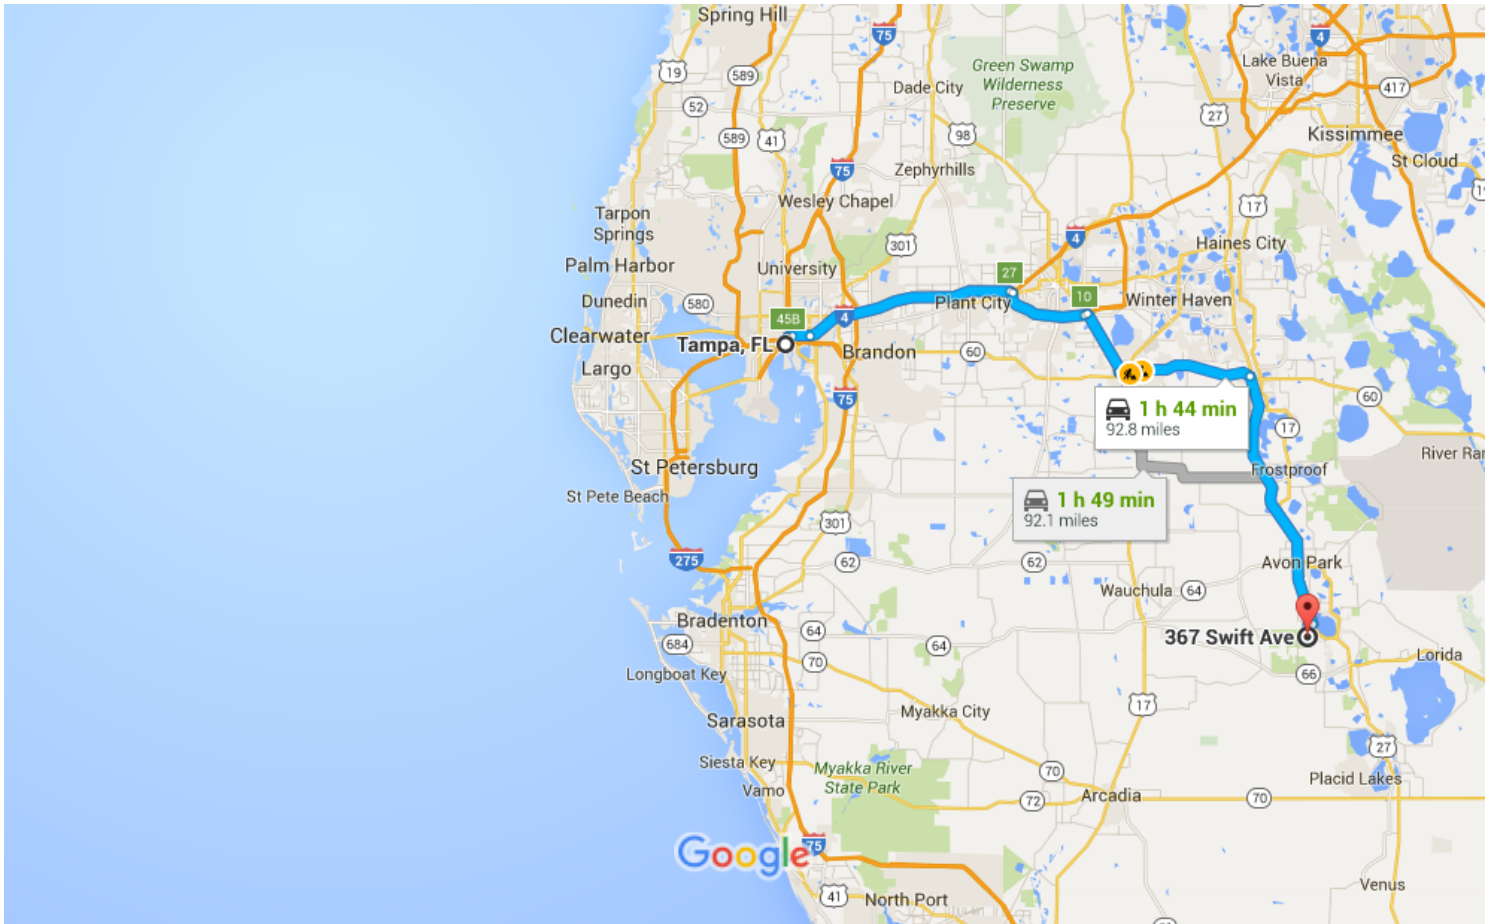 Spring Hill
75
4
Lake Buena
Vista
19
589
Green Swamp
Wilderness
Preserve
Dade City
417
52
27
589
41
98
Kissimmee
St Cloud
75
Zephyrhills
Wesley Chapel
17
Tarpon
Springs
301
4
Haines City
Palm Harbor
University
27
Dunedin
580
Plant City
10
Winter Haven
45B
4
Clearwater
Tampa, FL
Brandon
60
Largo
75
1 h 44 min
92.8 miles
60
17
St Petersburg
Frostproof
St Pete Beach
1 h 49 min
92.1 miles
301
275
62
62
Avon Park
Wauchula
64
Bradenton
64
684
64
367 Swift Ave
70
Lorida
Longboat Key
66
Sarasota
Myakka City
17
27
Siesta Key
Myakka River
State Park
70
Placid Lakes
Vamo
72
Arcadia
70
Google
75
41
North Port
Venus